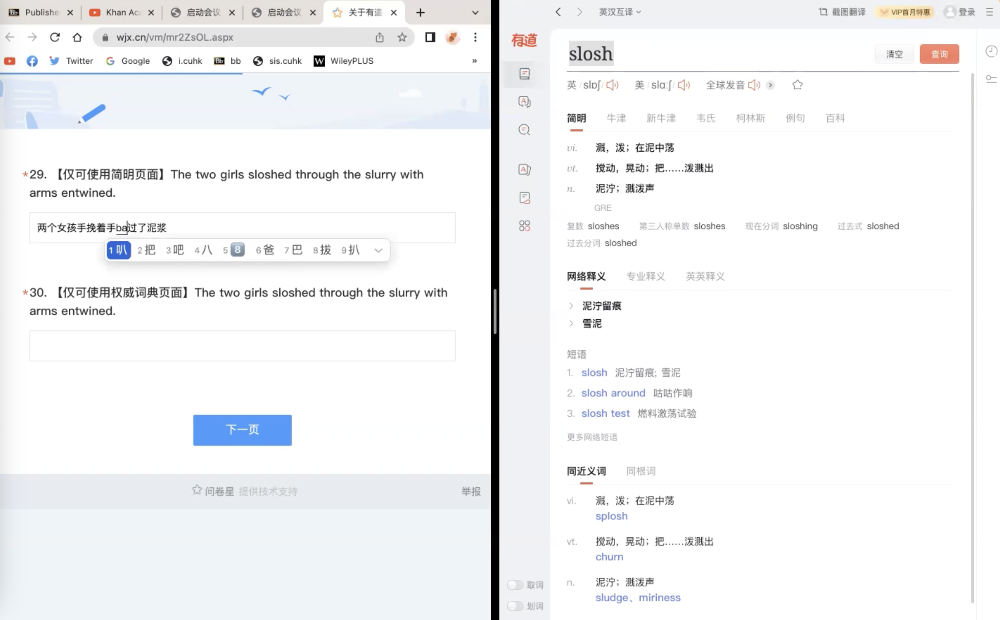 Bb Publishe
Khan Aca
启动会议
启动会议
关于有道
wjx.cn/vm/mr2ZsOL.aspx
Twitter
Google
i.cuhk
Bb bb
sis.cuhk
W WileyPLUS
»
*29. 【仅可使用简明页面】The two girls sloshed through the slurry with
arms entwined.
两个女孩手挽着手ba过了泥浆
1 叭 2 把 3 吧 4 八 5 8 6 爸 7 巴 8 拔 9 扒
*30. 【仅可使用权威词典页面】The two girls sloshed through the slurry with
arms entwined.
下一页
问卷星 提供技术支持
举报
英汉互译
截图翻译
VIP首月特惠
登录
有道
slosh
清空
查询
英 / slɒʃ/ 美 / slɑːʃ/ 全球发音
简明 牛津 新牛津 韦氏 柯林斯 例句 百科
vi. 溅，泼；在泥中荡
vt. 搅动，晃动；把……泼溅出
n. 泥泞；溅泼声
GRE
复数 sloshes 第三人称单数 sloshes 现在分词 sloshing 过去式 sloshed
过去分词 sloshed
网络释义 专业释义 英英释义
泥泞留痕
雪泥
短语
1. slosh 泥泞留痕; 雪泥
2. slosh around 咕咕作响
3. slosh test 燃料激荡试验
更多网络短语
同近义词 同根词
vi. 溅，泼；在泥中荡
splosh
vt. 搅动，晃动；把……泼溅出
churn
n. 泥泞；溅泼声
sludge、miriness
取词
划词